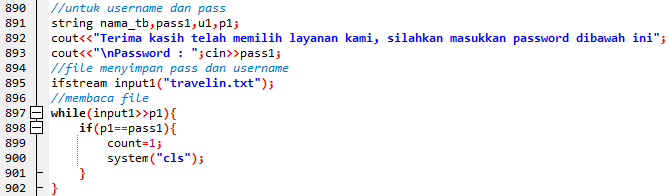 890 //untuk username dan pass
891 string nama_tb,pass1,u1,p1;
892 cout<<"Terima kasih telah memilih layanan kami, silahkan masukkan password dibawah ini";
893 cout<<"\nPassword : ";cin>>pass1;
894 //file menyimpan pass dan username
895 ifstream input1("travelin.txt");
896 //membaca file
897 while(input1>>p1){
898 if(p1==pass1){
899 count=1;
900 system("cls");
901 }
902 }